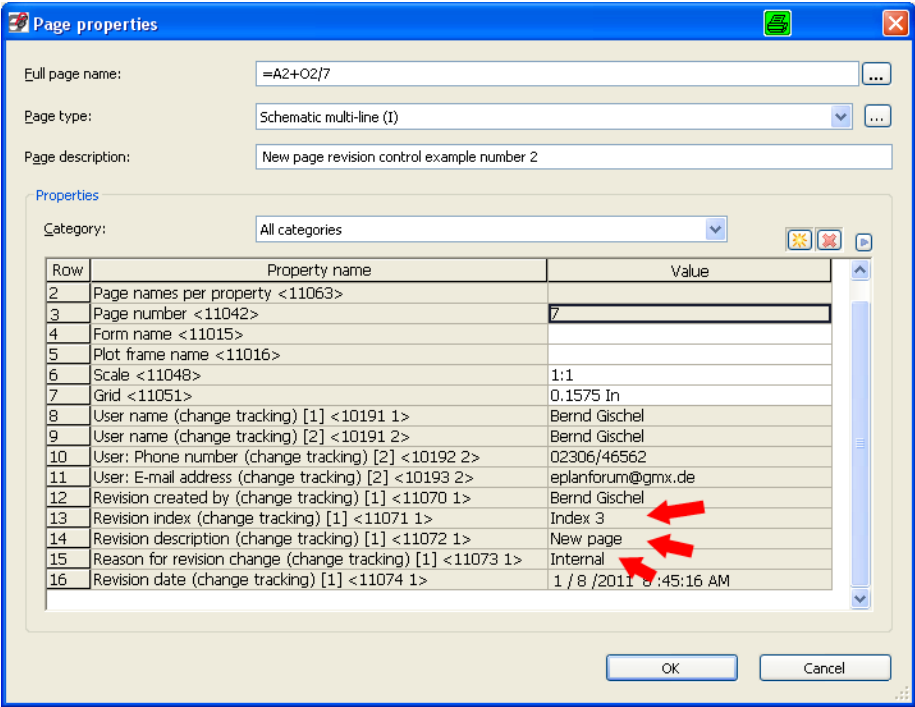 Page properties
Full page name: =A2+O2/7 ...
Page type: Schematic multi-line (I) ...
Page description: New page revision control example number 2
Properties
Category: All categories
Row Property name Value
2 Page names per property <11063>
3 Page number <11042> 7
4 Form name <11015>
5 Plot frame name <11016>
6 Scale <11048> 1:1
7 Grid <11051> 0.1575 In
8 User name (change tracking) [1] <10191 1> Bernd Gischel
9 User name (change tracking) [2] <10191 2> Bernd Gischel
10 User: Phone number (change tracking) [2] <10192 2> 02306/46562
11 User: E-mail address (change tracking) [2] <10193 2> eplanforum@gmx.de
12 Revision created by (change tracking) [1] <11070 1> Bernd Gischel
13 Revision index (change tracking) [1] <11071 1> Index 3
14 Revision description (change tracking) [1] <11072 1> New page
15 Reason for revision change (change tracking) [1] <11073 1> Internal
16 Revision date (change tracking) [1] <11074 1> 1 / 8 /2011 :45:16 AM
OK Cancel